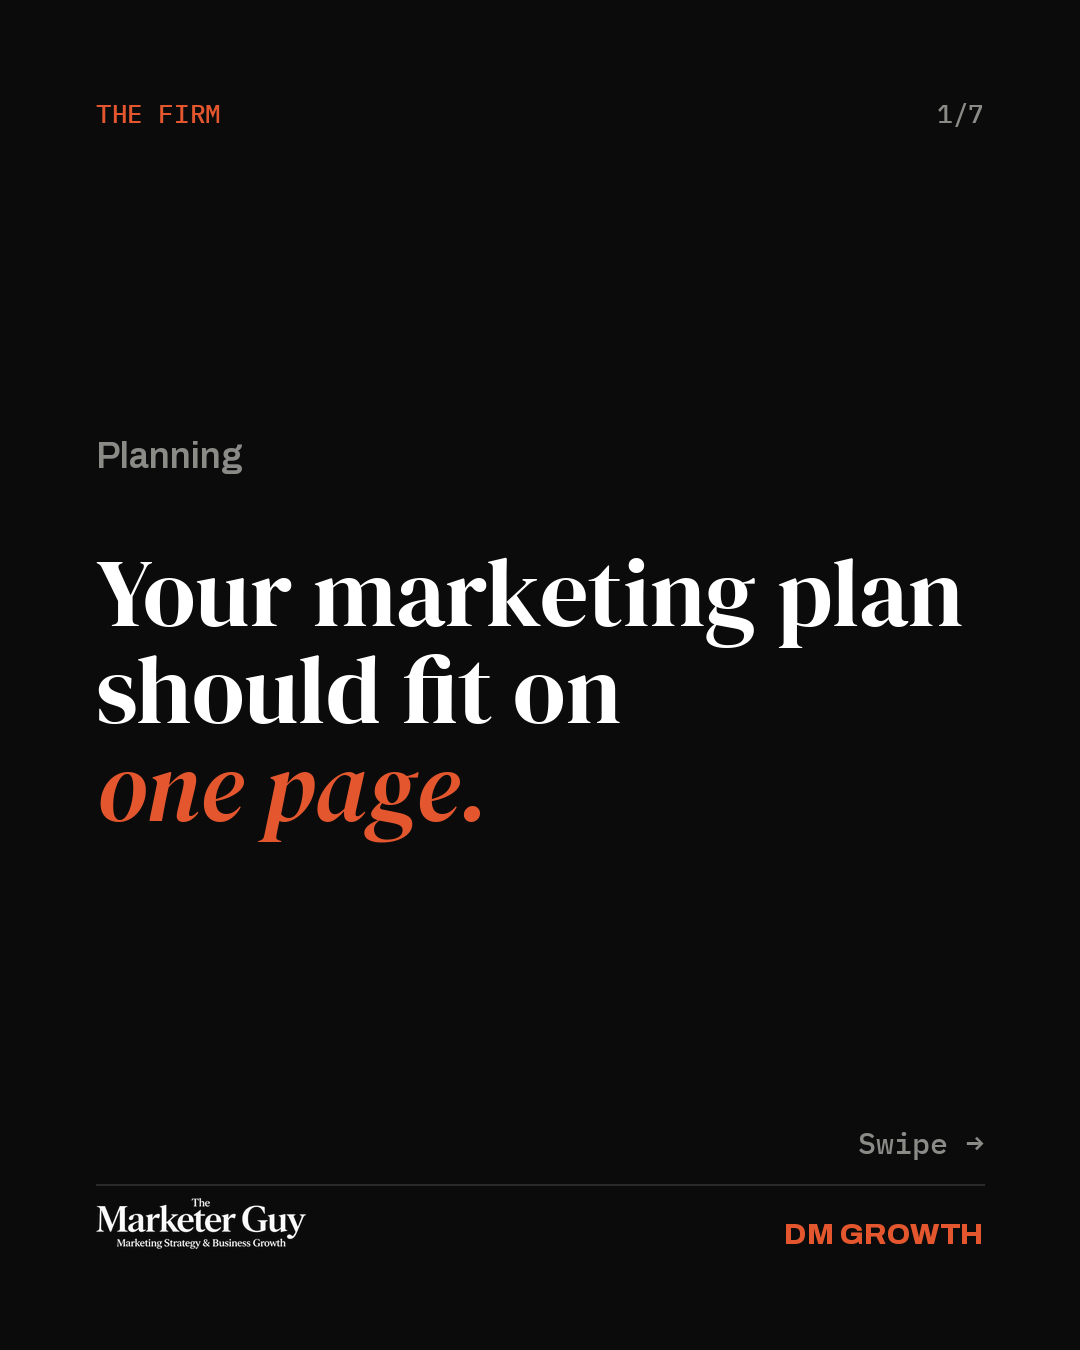 THE FIRM
1/7
Planning
Your marketing plan
should fit on
one page.
Swipe →
The
Marketer Guy
Marketing Strategy & Business Growth
DM GROWTH